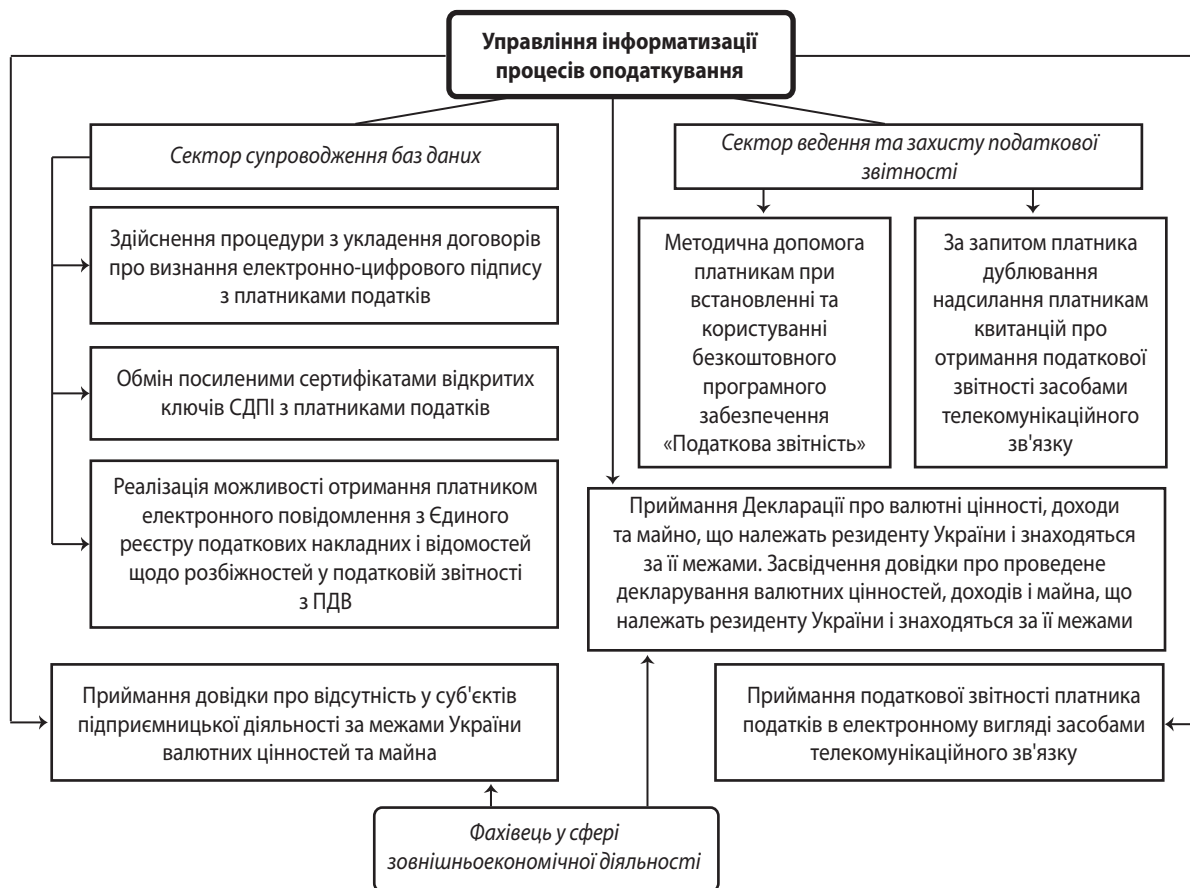 Управління інформатизації
процесів оподаткування
Сектор супроводження баз даних
Сектор ведення та захисту податкової
звітності
Здійснення процедури з укладення договорів
про визнання електронно-цифрового підпису
з платниками податків
Методична допомога
платникам при
встановленні та
користуванні
безкоштовного
програмного
забезпечення
«Податкова звітність»
За запитом платника
дублювання
надсилання платникам
квитанцій про
отримання податкової
звітності засобами
телекомунікаційного
зв'язку
Обмін посиленими сертифікатами відкритих
ключів СДПІ з платниками податків
Реалізація можливості отримання платником
електронного повідомлення з Єдиного
реєстру податкових накладних і відомостей
щодо розбіжностей у податковій звітності
з ПДВ
Приймання Декларації про валютні цінності, доходи
та майно, що належать резиденту України і знаходяться
за її межами. Засвідчення довідки про проведене
декларування валютних цінностей, доходів і майна, що
належать резиденту України і знаходяться за її межами
Приймання довідки про відсутність у суб'єктів
підприємницької діяльності за межами України
валютних цінностей та майна
Приймання податкової звітності платника
податків в електронному вигляді засобами
телекомунікаційного зв'язку
Фахівець у сфері
зовнішньоекономічної діяльності